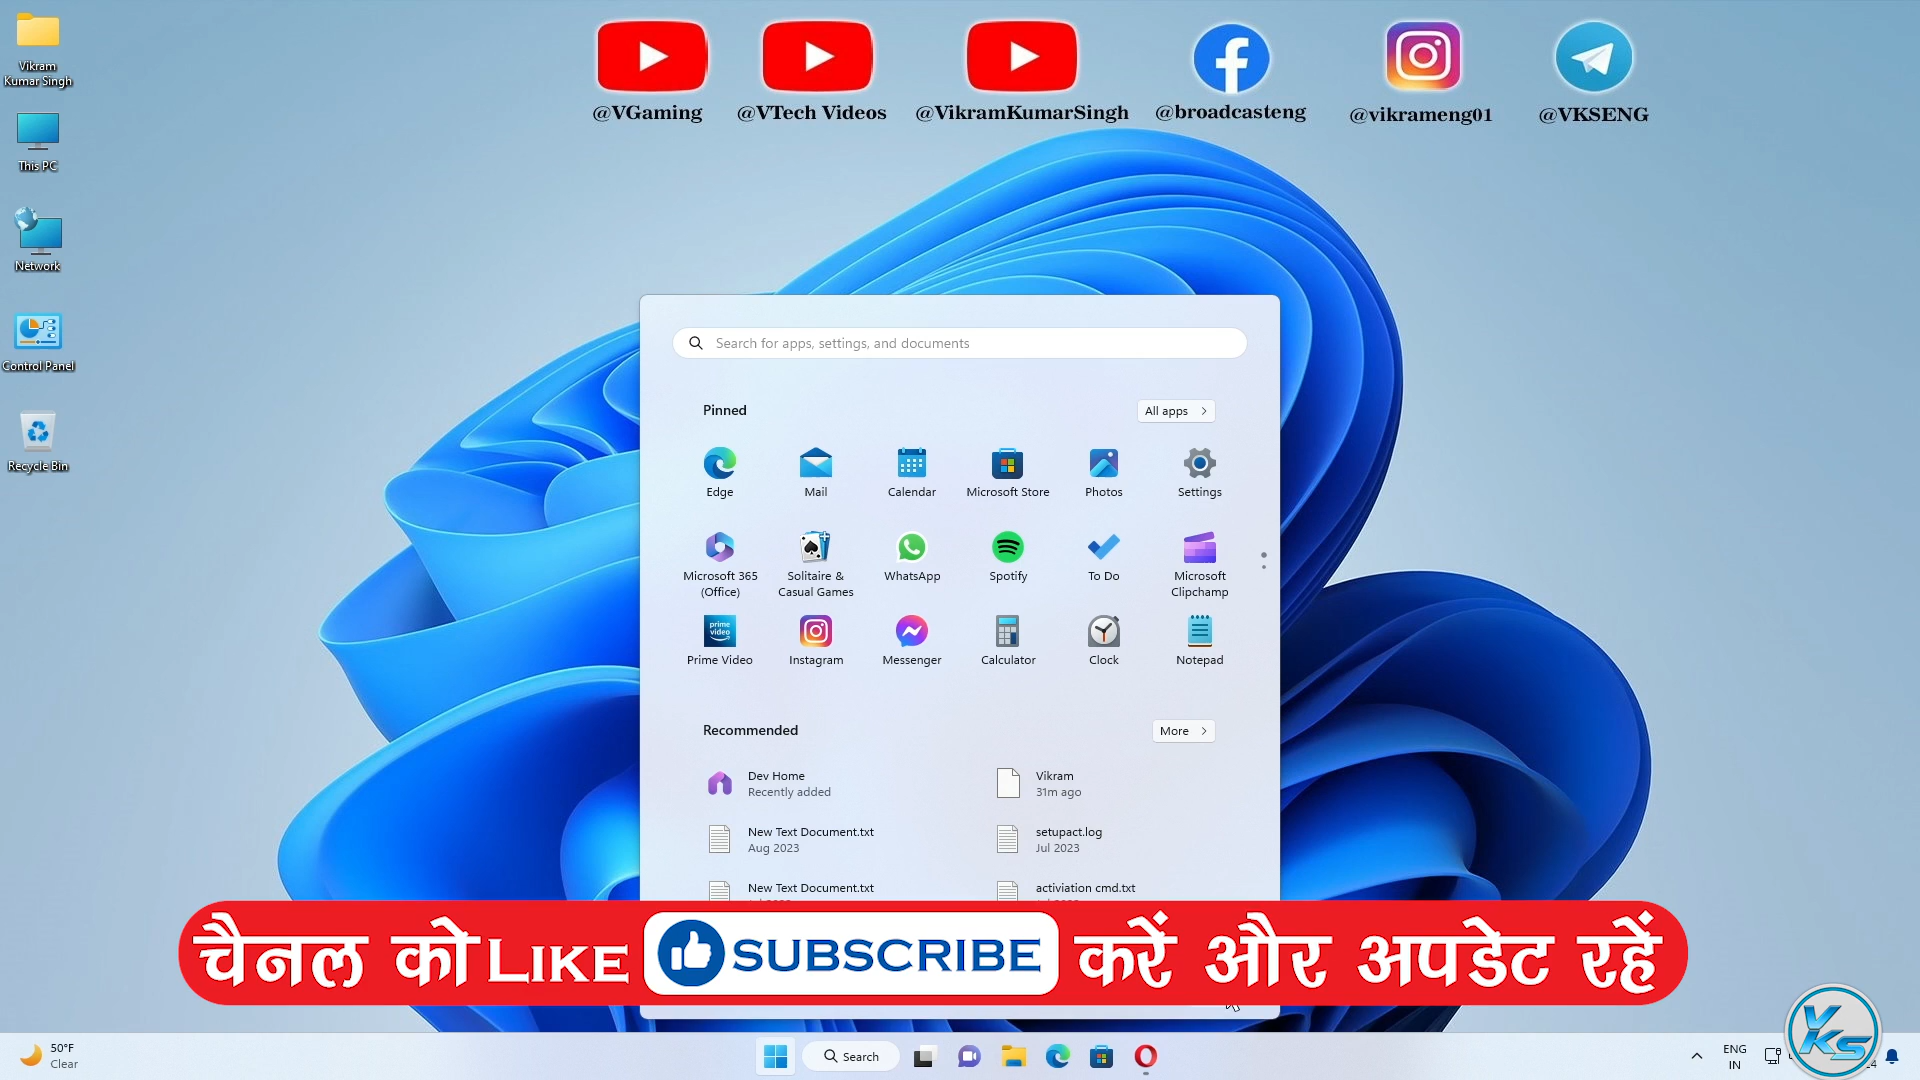 @VGaming
@VTech Videos
@VikramKumarSingh
@broadcasteng
@vikrameng01
@VKSENG
Vikram
Kumar Singh
This PC
Network
Control Panel
Recycle Bin
Search for apps, settings, and documents
Pinned
All apps
Edge
Mail
Calendar
Microsoft Store
Photos
Settings
Microsoft 365
(Office)
Solitaire &
Casual Games
WhatsApp
Spotify
To Do
Microsoft
Clipchamp
prime
video
Prime Video
Instagram
Messenger
Calculator
Clock
Notepad
Recommended
More
Dev Home
Recently added
Vikram
31m ago
New Text Document.txt
Aug 2023
setupact.log
Jul 2023
New Text Document.txt
activiation cmd.txt
चैनल को LIKE SUBSCRIBE करें और अपडेट रहें
50°F
Clear
Search
ENG
IN
VKS